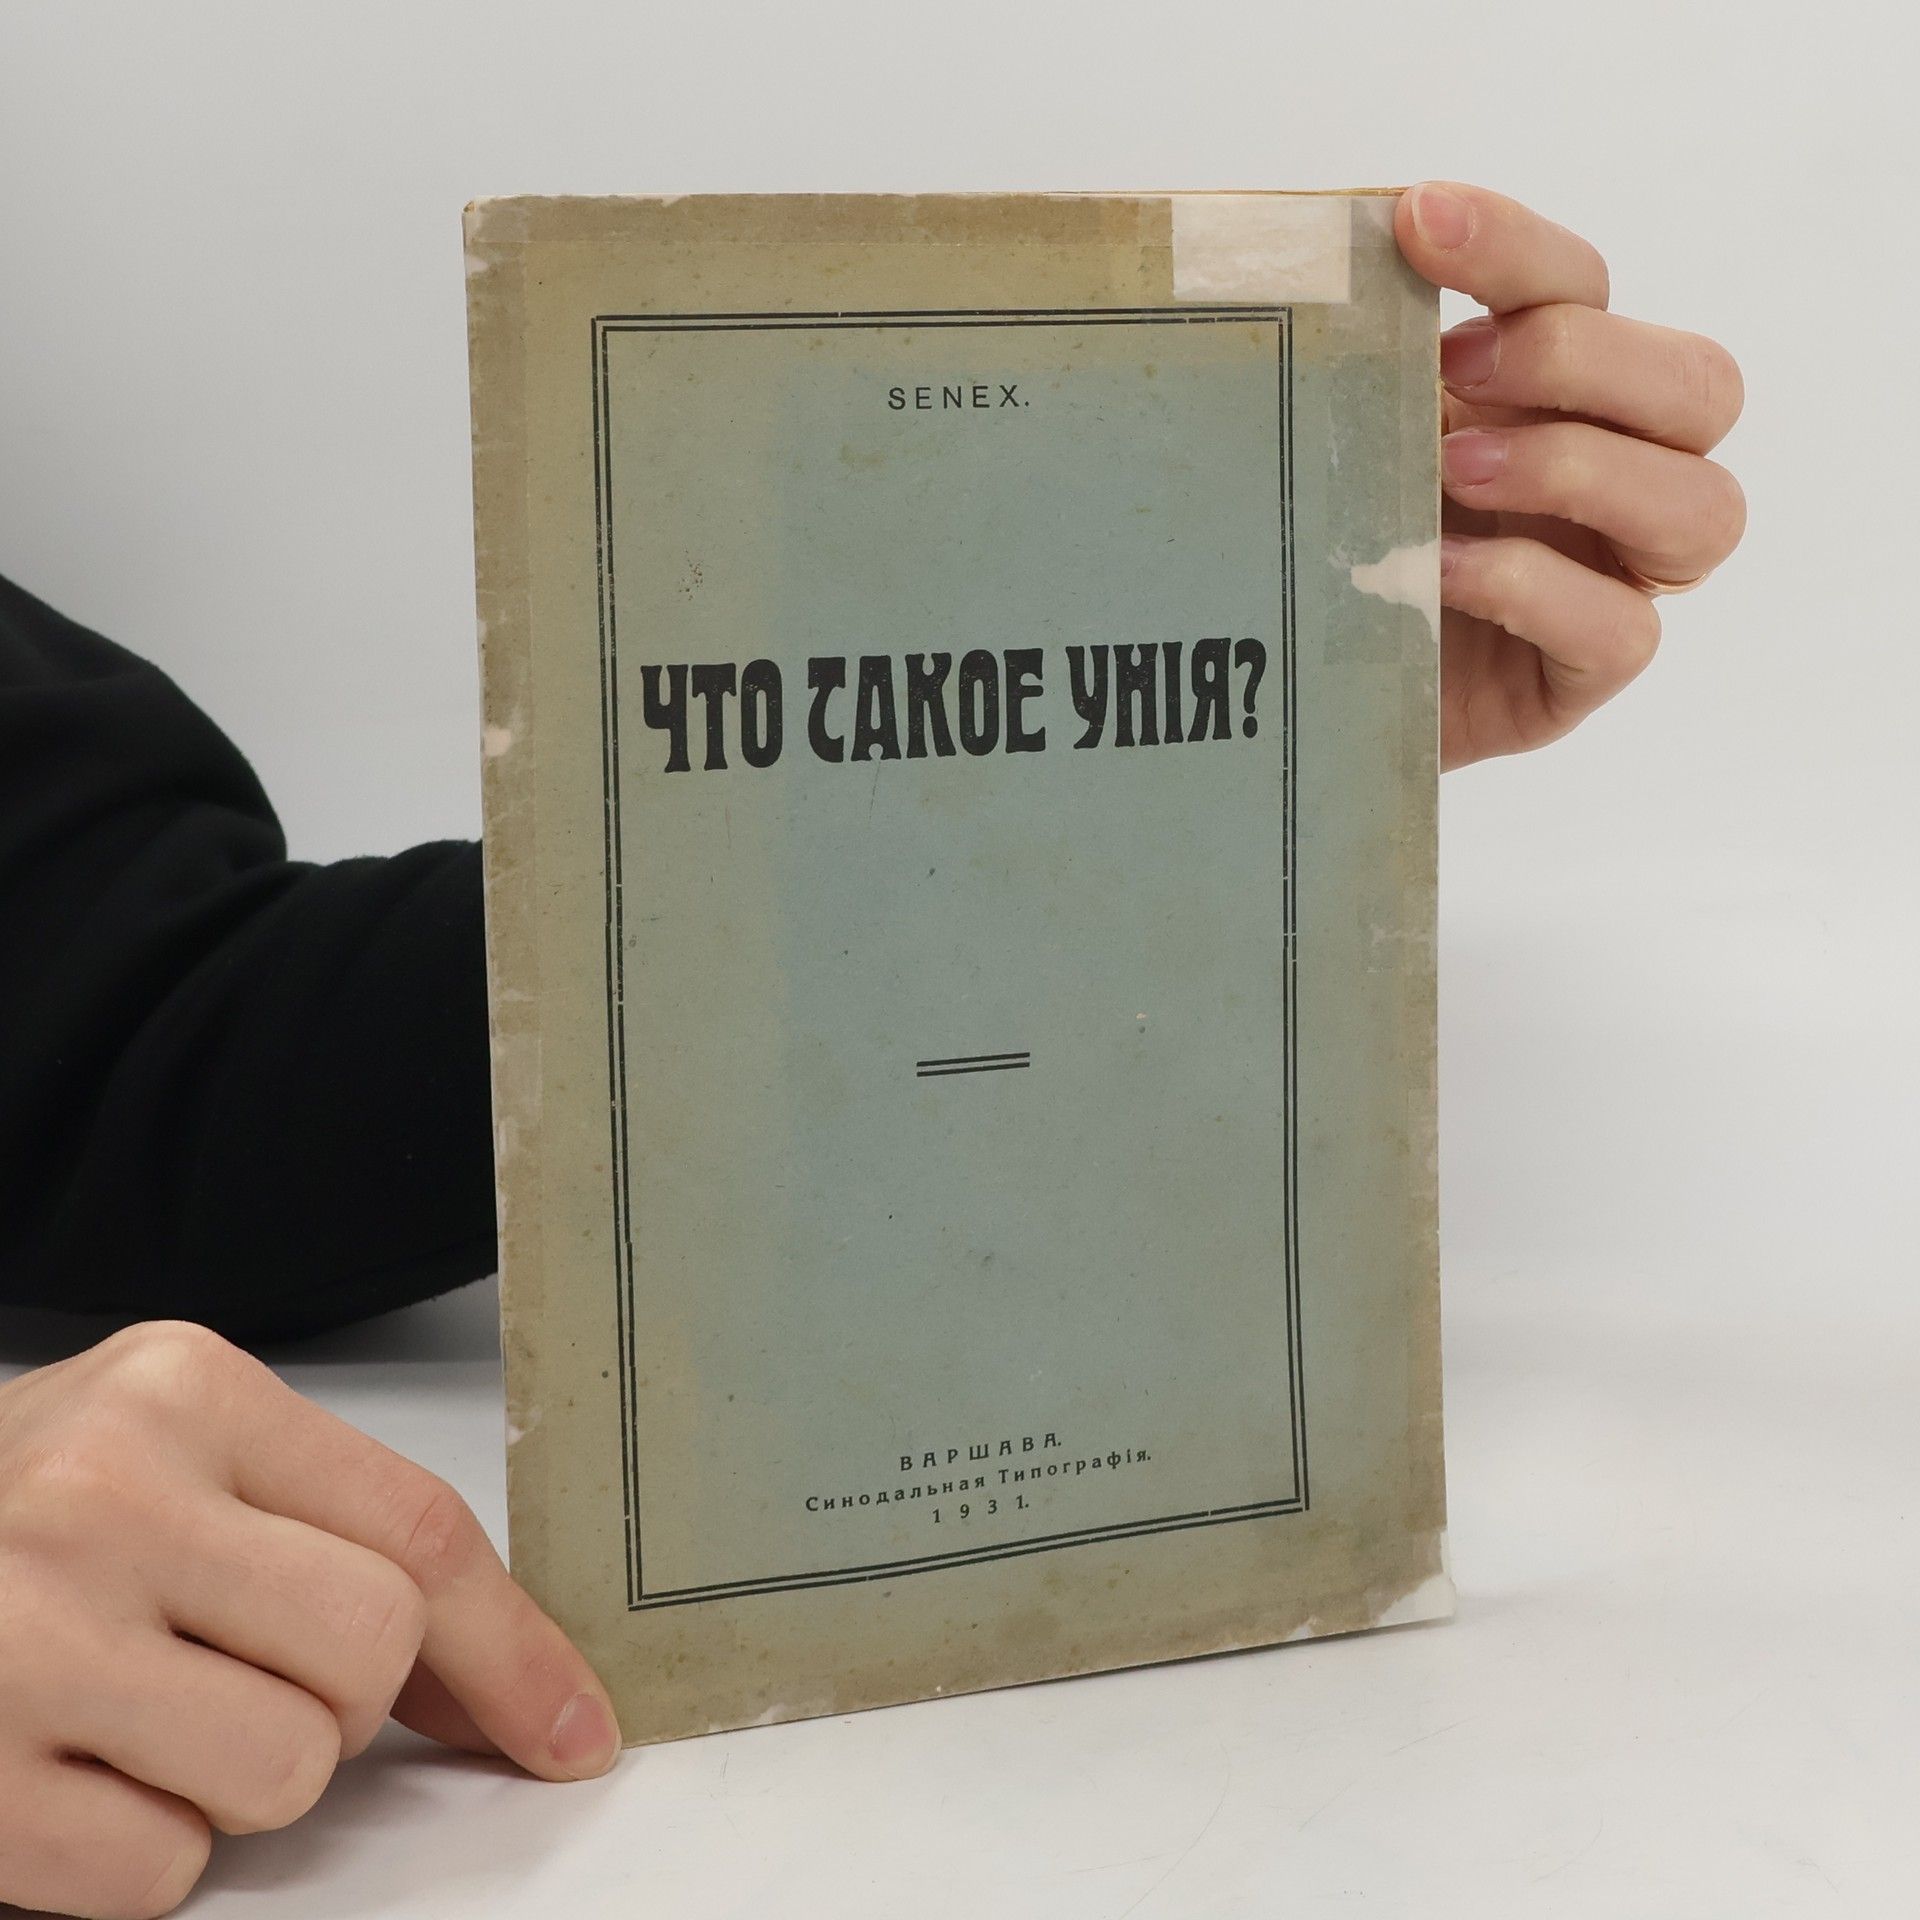 SENEX.
ЧТО ТАКОЕ УНІЯ?
ВАРШАВА.
Синодальная Типографія.
1931.